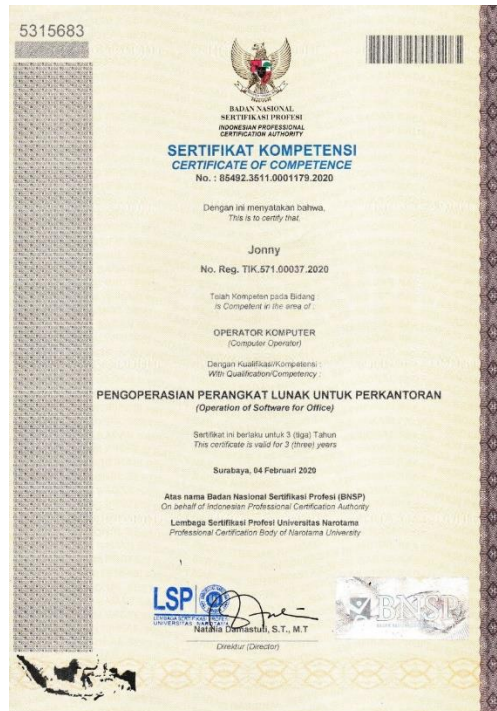 5315683
BADAN NASIONAL
SERTIFIKASI PROFESI
INDONESIAN PROFESSIONAL
CERTIFICATION AUTHORITY
SERTIFIKAT KOMPETENSI
CERTIFICATE OF COMPETENCE
No. : 85492.3511.0001179.2020
Dengan ini menyatakan bahwa,
This is to certify that,
Jonny
No. Reg. TIK.571.00037.2020
Telah Kompeten pada Bidang
is Competent in the area of :
OPERATOR KOMPUTER
(Computer Operator)
Dengan Kualifikasi/Kompetensi :
With Qualification/Competency :
PENGOPERASIAN PERANGKAT LUNAK UNTUK PERKANTORAN
(Operation of Software for Office)
Sertifikat ini berlaku untuk 3 (tiga) Tahun
This certificate is valid for 3 (three) years
Surabaya, 04 Februari 2020
Atas nama Badan Nasional Sertifikasi Profesi (BNSP)
On behalf of Indonesian Professional Certification Authority
Lembaga Sertifikasi Profesi Universitas Narotama
Professional Certification Body of Narotama University
LSP
LEMBAGA SERTIFIKASI PROFESI
UNIVERSITAS NAROTAMA
BNSP
Natalia Damastuti, S.T., M.T
Direktur (Director)